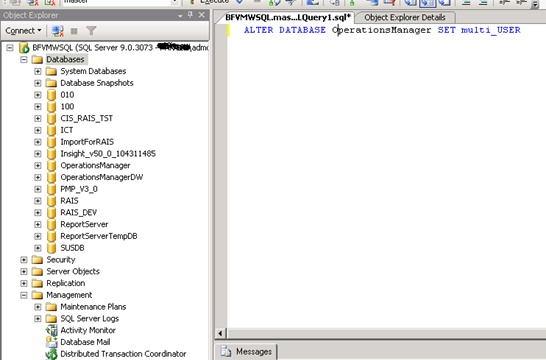 master
Execute
Object Explorer
Connect
BFVMWSQL (SQL Server 9.0.3073 -
\admo
Databases
System Databases
Database Snapshots
010
100
CIS_RAIS_TST
ICT
ImportForRAIS
Insight_v50_0_104311485
OperationsManager
OperationsManagerDW
PMP_V3_0
RAIS
RAIS_DEV
ReportServer
ReportServerTempDB
SUSDB
Security
Server Objects
Replication
Management
Maintenance Plans
SQL Server Logs
Activity Monitor
Database Mail
Distributed Transaction Coordinator
BFVMWSQL.mas...LQuery1.sql*
Object Explorer Details
ALTER DATABASE OperationsManager SET multi_USER
Messages